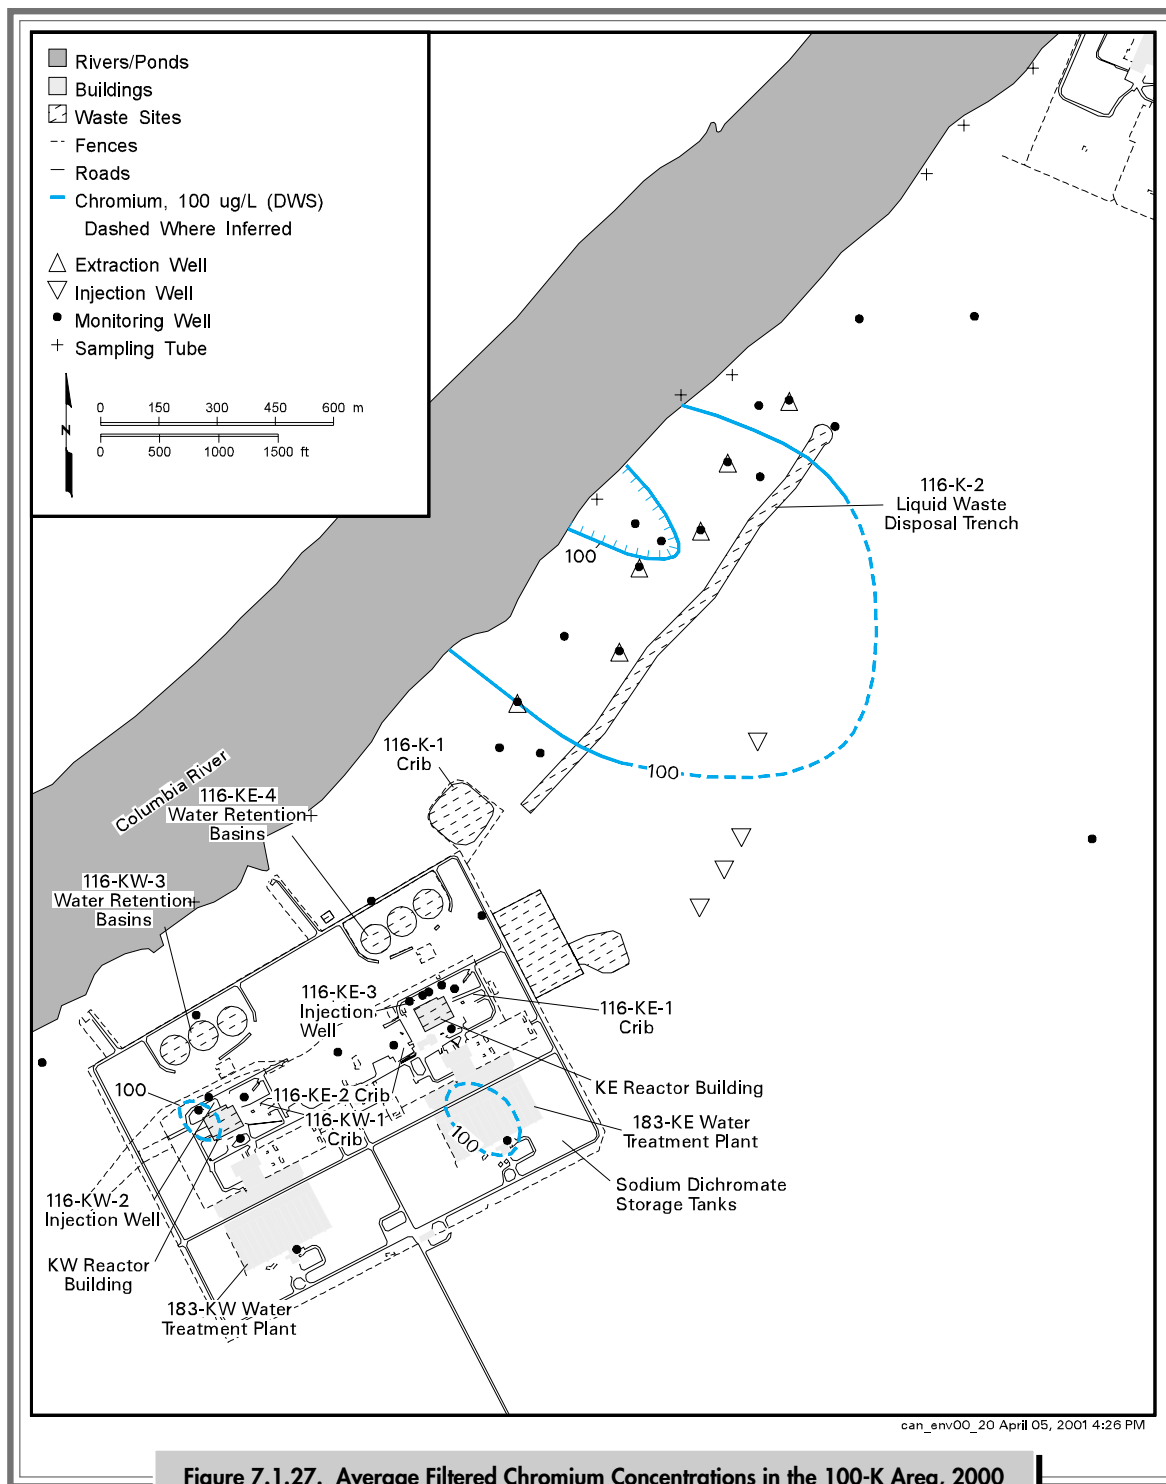 Rivers/Ponds
Buildings
Waste Sites
Fences
Roads
Chromium, 100 ug/L (DWS)
Dashed Where Inferred
Extraction Well
Injection Well
Monitoring Well
Sampling Tube
N
0 150 300 450 600 m
0 500 1000 1500 ft
116-K-2
Liquid Waste
Disposal Trench
100
100
116-K-1
Crib
Columbia River
116-KE-4
Water Retention
Basins
116-KW-3
Water Retention
Basins
116-KE-3
Injection
Well
116-KE-1
Crib
KE Reactor Building
116-KE-2 Crib
100
116-KW-1
Crib
100
183-KE Water
Treatment Plant
Sodium Dichromate
Storage Tanks
116-KW-2
Injection Well
KW Reactor
Building
183-KW Water
Treatment Plant
can_env00_20 April 05, 2001 4:26 PM
Figure 7.1.27. Average Filtered Chromium Concentrations in the 100-K Area, 2000